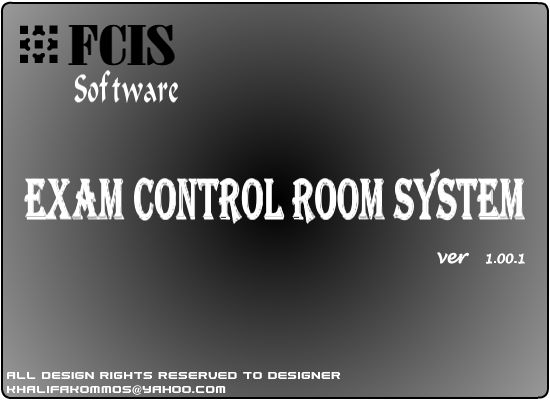 FCIS
Software
EXAM CONTROL ROOM SYSTEM
ver 1.00.1
ALL DESIGN RIGHTS RESERVED TO DESIGNER
KHALIFAKOMMOS@YAHOO.COM